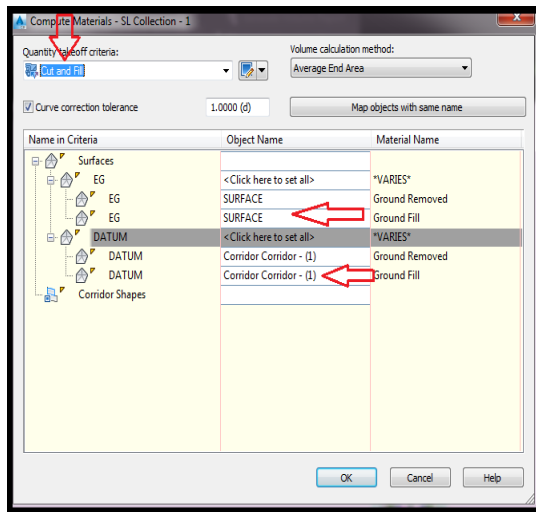 Compute Materials - SL Collection - 1
Quantity takeoff criteria:
Volume calculation method:
Cut and Fill
Average End Area
Curve correction tolerance
1.0000 (d)
Map objects with same name
Name in Criteria Object Name Material Name
Surfaces
EG <Click here to set all> *VARIES*
EG SURFACE Ground Removed
EG SURFACE Ground Fill
DATUM <Click here to set all> *VARIES*
DATUM Corridor Corridor - (1) Ground Removed
DATUM Corridor Corridor - (1) Ground Fill
Corridor Shapes
OK Cancel Help